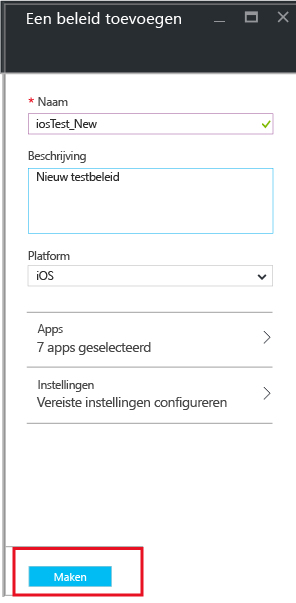 Een beleid toevoegen
* Naam
iosTest_New
Beschrijving
Nieuw testbeleid
Platform
iOS
Apps
7 apps geselecteerd
Instellingen
Vereiste instellingen configureren
Maken